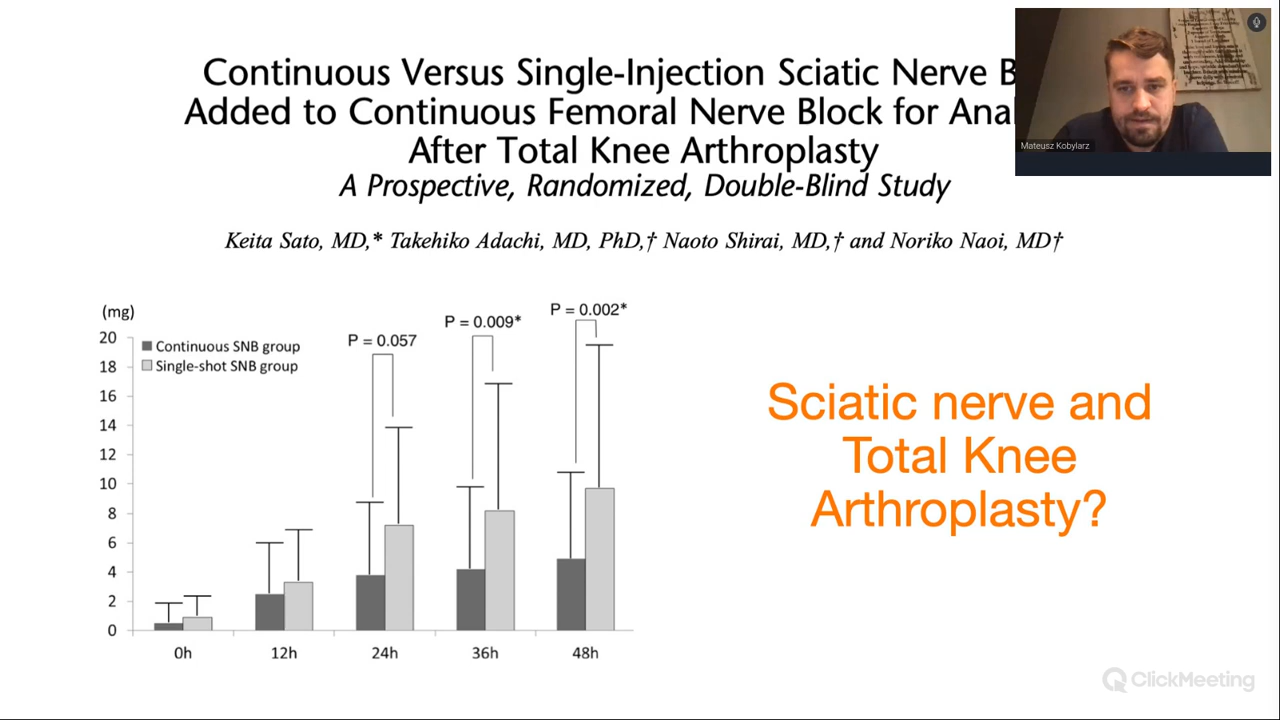 Continuous Versus Single-Injection Sciatic Nerve B
Added to Continuous Femoral Nerve Block for Anal
After Total Knee Arthroplasty
A Prospective, Randomized, Double-Blind Study
Keita Sato, MD,* Takehiko Adachi, MD, PhD,† Naoto Shirai, MD,† and Noriko Naoi, MD†
Mateusz Kobylarz
(mg)
20
18
16
14
12
10
8
6
4
2
0
Continuous SNB group
Single-shot SNB group
P = 0.057
P = 0.009*
P = 0.002*
0h
12h
24h
36h
48h
Sciatic nerve and
Total Knee
Arthroplasty?
ClickMeeting